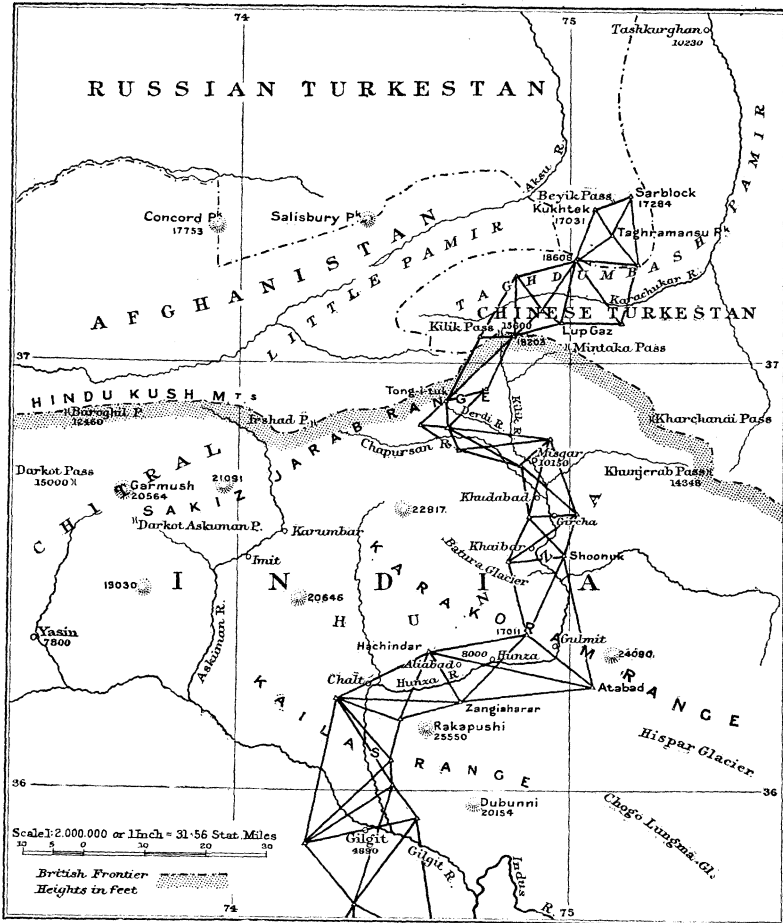 74
75
Tashkurghan
10230
RUSSIAN TURKESTAN
PAMIR
Aksu R.
Beyik Pass
Sarblock
17284
Kukhtek
17031
Concord Pk
17753
Salisbury Pk
Taghramansu Pk
AFGHANISTAN
LITTLE PAMIR
18608
TAGHDUMBASH
Karachukar R.
CHINESE TURKESTAN
Kilik Pass
15600
Lup Gaz
18203
Mintaka Pass
37
37
HINDU KUSH MTS
Tong-i-tuk
Baroghil P.
12460
Irshad P.
SAKIZ JARAB RANGE
Derdi R.
Kilik R.
Kharchanai Pass
Chapursan R.
Misgar
10150
Khunjerab Pass
14348
CHITRAL
Darkot Pass
15000
Garmush
20564
21091
Khudabad
22817
Darkot Askuman P.
Karumbar
Gircha
Khaibar
Batura Glacier
Shoonuk
Imit
INDIA
19030
20646
HUNZA
KARAKORAM RANGE
Yasin
7800
Askuman R.
17011
Gulmit
Hachindar
8000
Hunza
24090
Aliabad
Chalt
Hunza R.
Atabad
Zangiaharar
KAILAS RANGE
Rakapushi
25550
Hispar Glacier
36
36
Dubunni
20154
Chogo Lungma Gl.
Scale 1: 2.000.000 or 1 Inch = 31·56 Stat. Miles
10 5 0 10 20 30
Gilgit
4890
Gilgit R.
Indus R.
British Frontier
Heights in feet
74
75